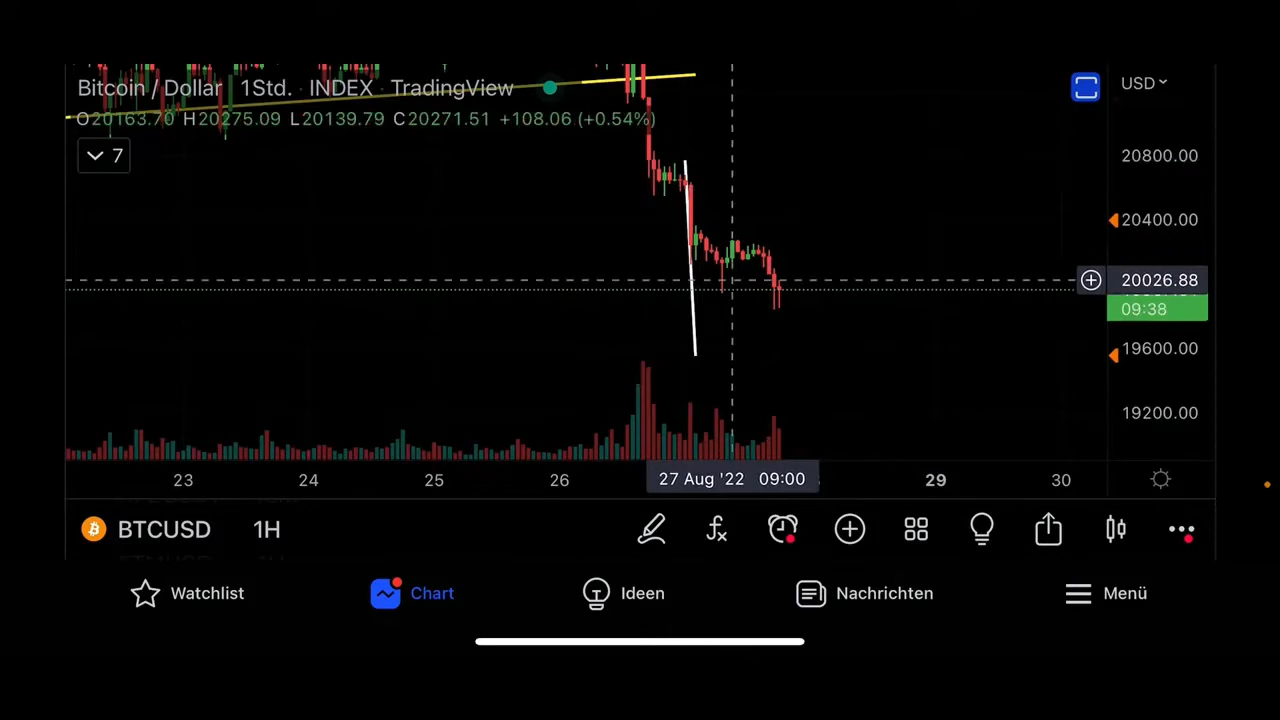 Bitcoin / Dollar · 1Std. · INDEX · TradingView
USD
O20163.70 H20275.09 L20139.79 C20271.51 +108.06 (+0.54%)
7
20800.00
20400.00
20026.88
09:38
19600.00
19200.00
23 24 25 26 27 Aug '22 09:00 29 30
BTCUSD 1H
Watchlist Chart Ideen Nachrichten Menü